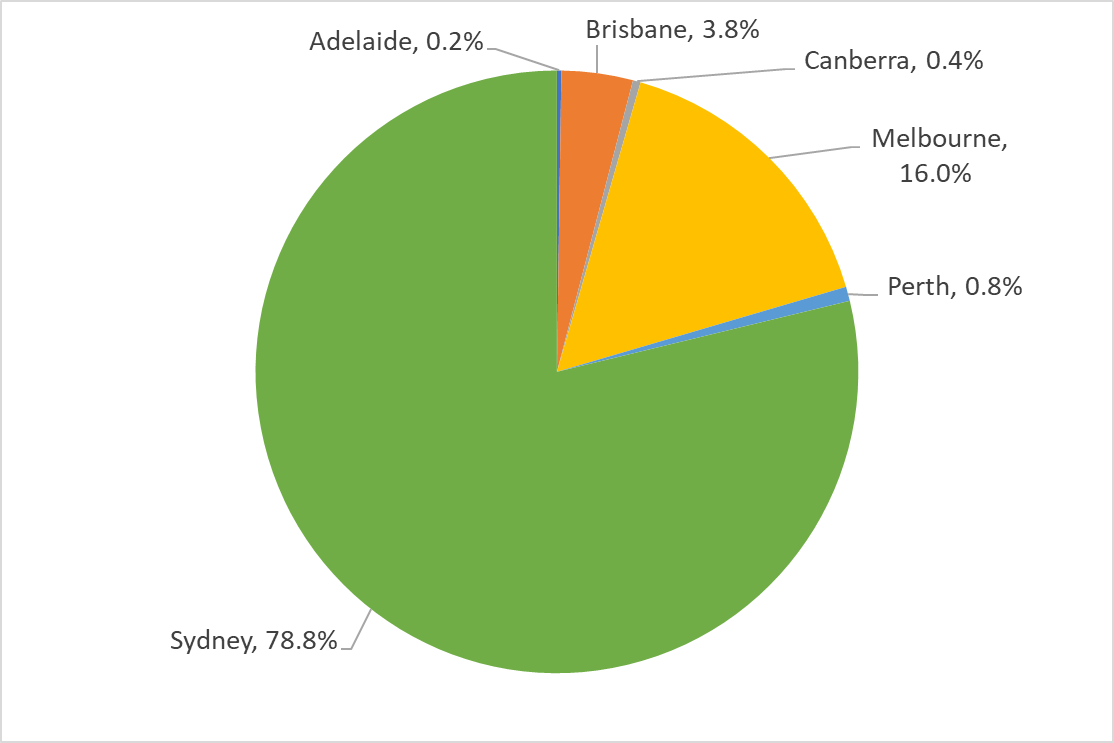 Adelaide, 0.2%
Brisbane, 3.8%
Canberra, 0.4%
Melbourne,
16.0%
Perth, 0.8%
Sydney, 78.8%